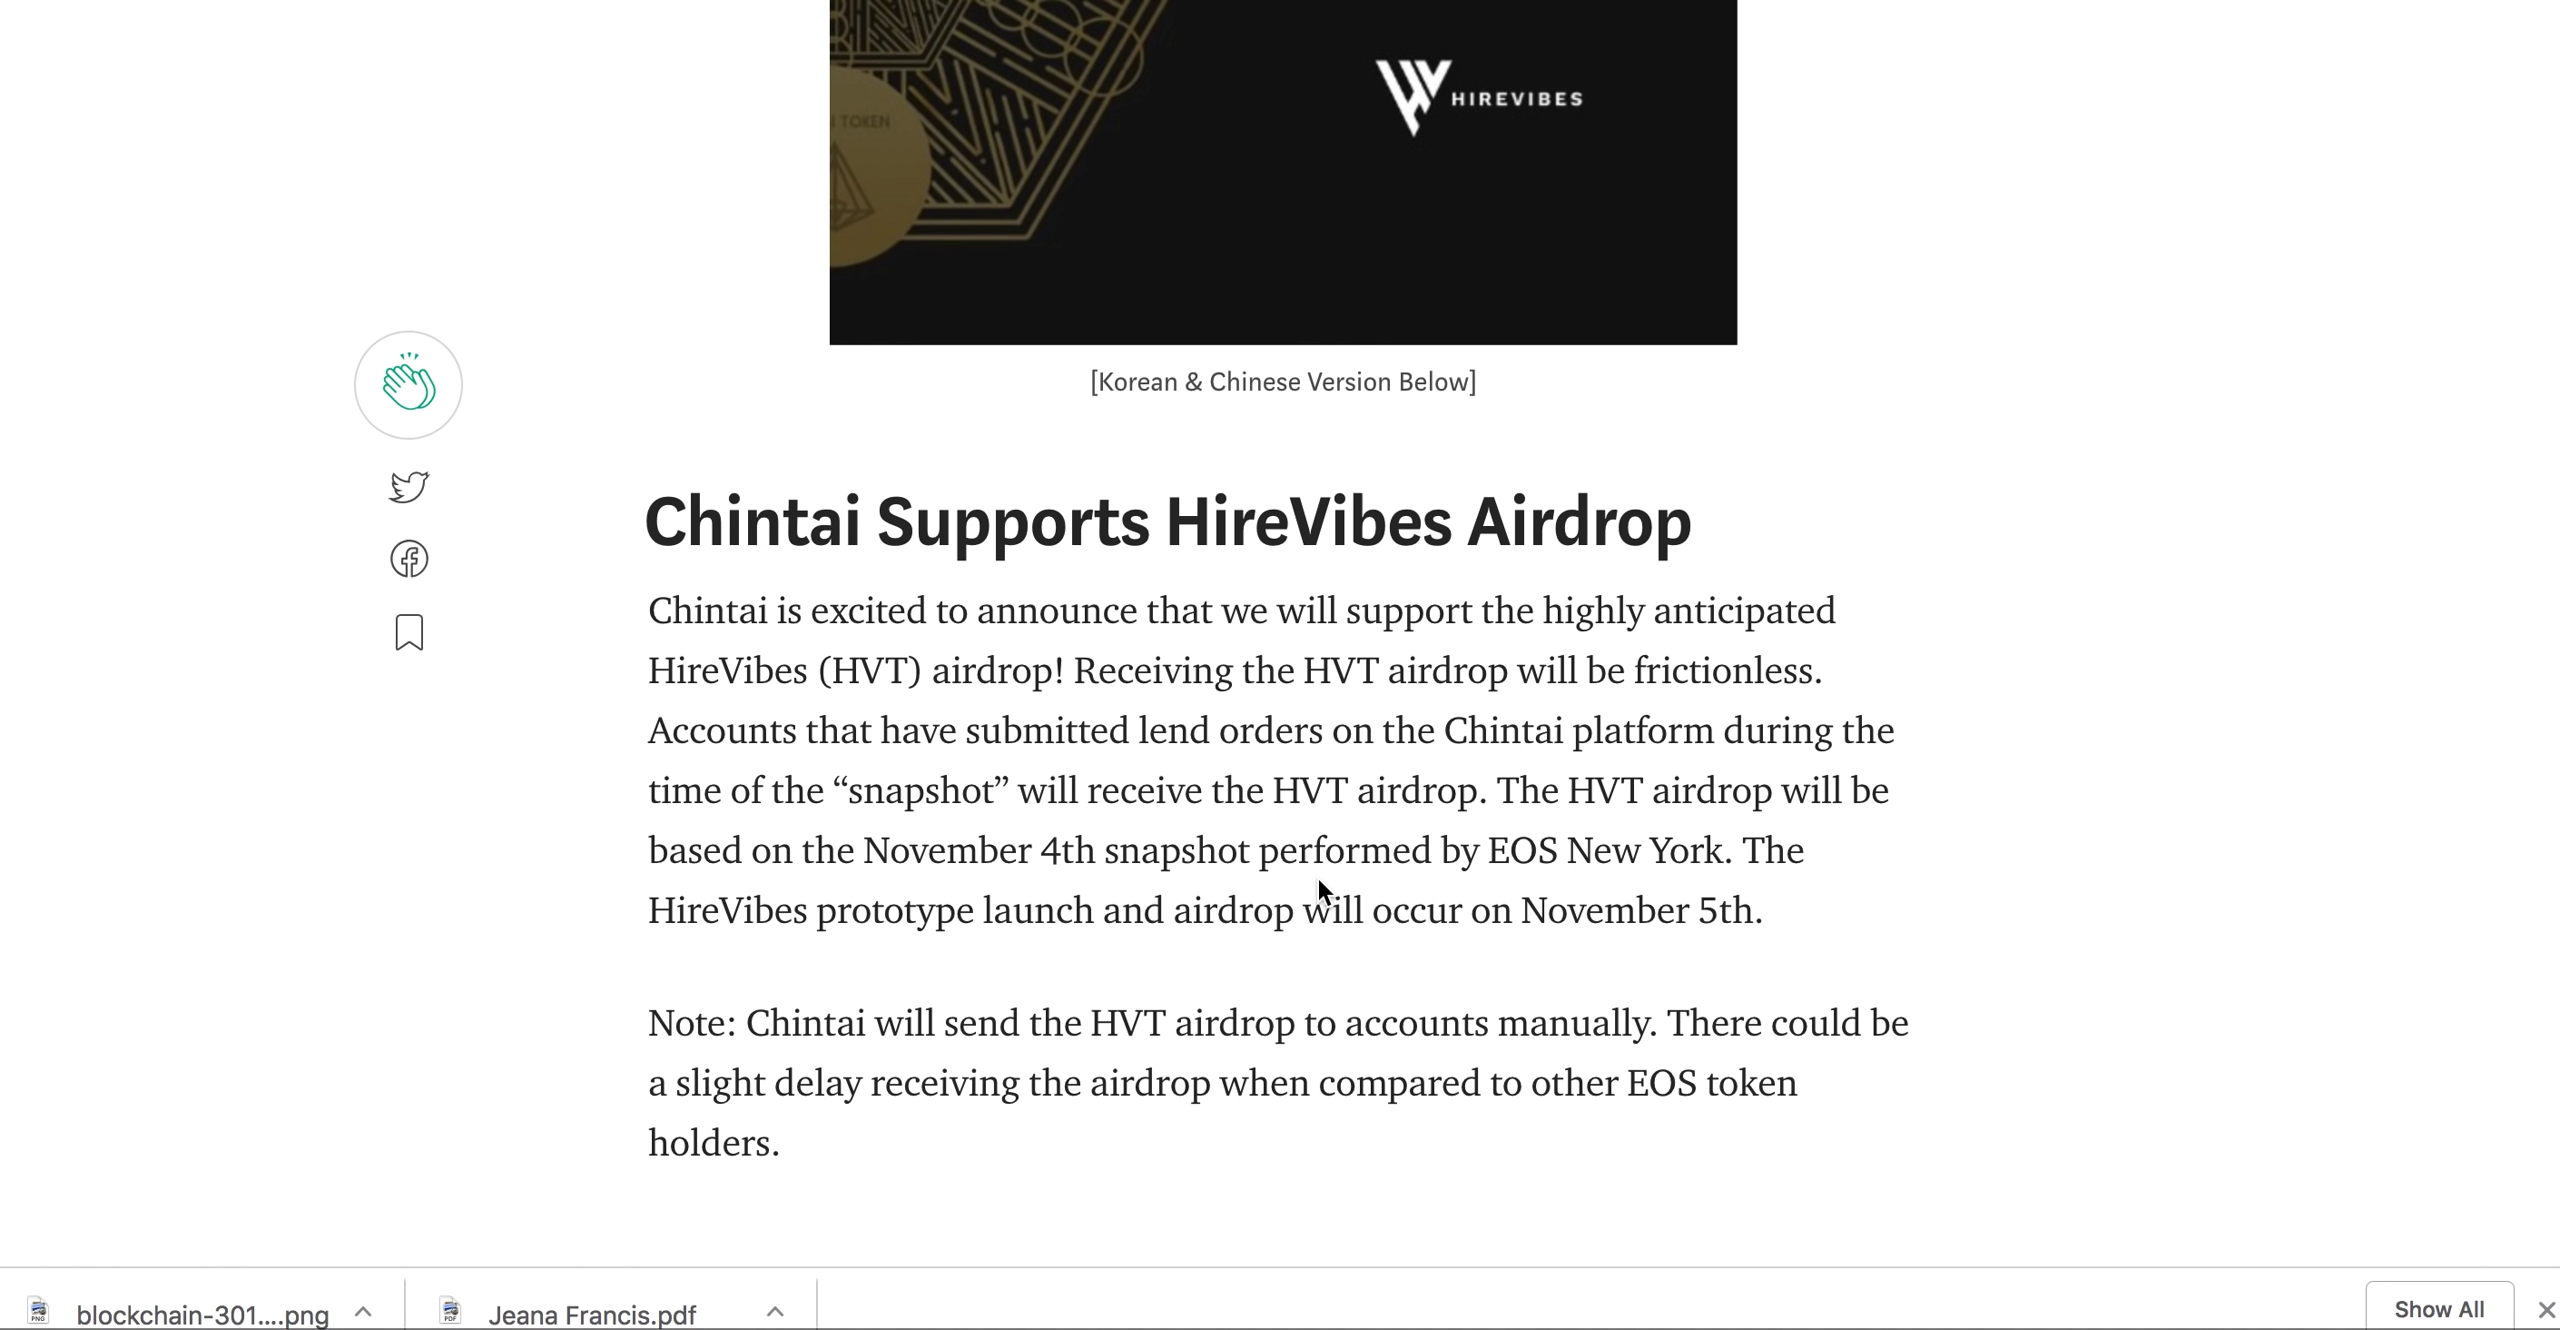 TOKEN
HIREVIBES
[Korean & Chinese Version Below]
Chintai Supports HireVibes Airdrop
Chintai is excited to announce that we will support the highly anticipated
HireVibes (HVT) airdrop! Receiving the HVT airdrop will be frictionless.
Accounts that have submitted lend orders on the Chintai platform during the
time of the “snapshot” will receive the HVT airdrop. The HVT airdrop will be
based on the November 4th snapshot performed by EOS New York. The
HireVibes prototype launch and airdrop will occur on November 5th.
Note: Chintai will send the HVT airdrop to accounts manually. There could be
a slight delay receiving the airdrop when compared to other EOS token
holders.
PNG
blockchain-301....png
PDF
Jeana Francis.pdf
Show All